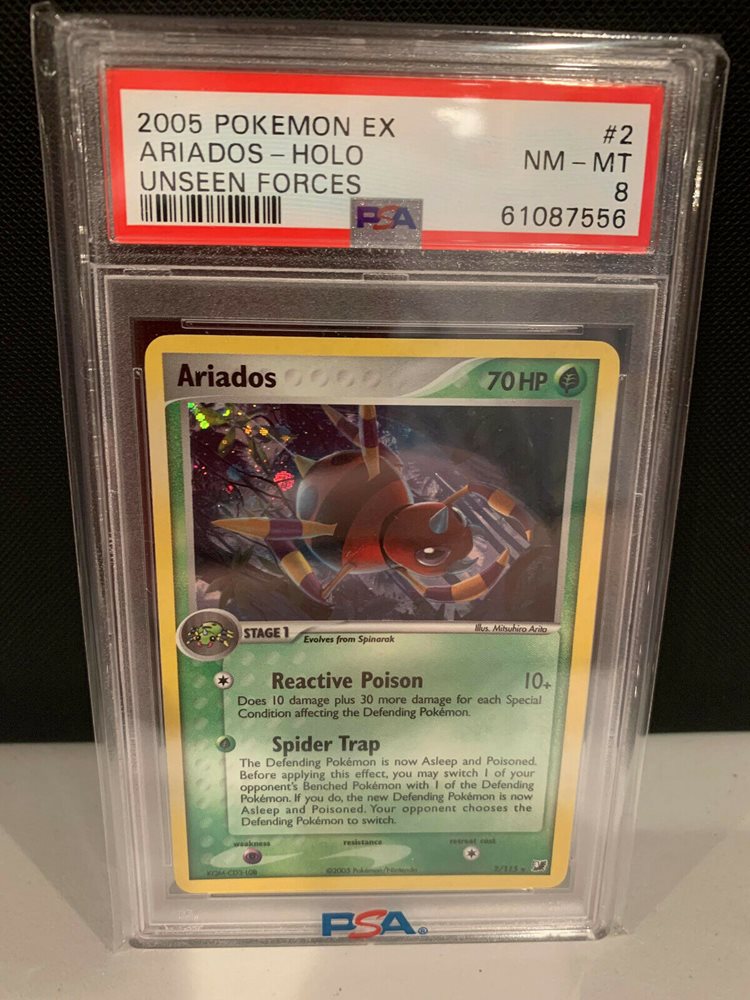 2005 POKEMON EX #2
ARIADOS - HOLO NM - MT
UNSEEN FORCES 8
PSA 61087556
Ariados 70 HP
STAGE 1 Evolves from Spinarak Illus. Mitsuhiro Arita
Reactive Poison 10+
Does 10 damage plus 30 more damage for each Special
Condition affecting the Defending Pokémon.
Spider Trap
The Defending Pokémon is now Asleep and Poisoned.
Before applying this effect, you may switch 1 of your
opponent's Benched Pokémon with 1 of the Defending
Pokémon. If you do, the new Defending Pokémon is now
Asleep and Poisoned. Your opponent chooses the
Defending Pokémon to switch.
weakness resistance retreat cost
©2005 Pokémon/Nintendo 2/115
PSA®